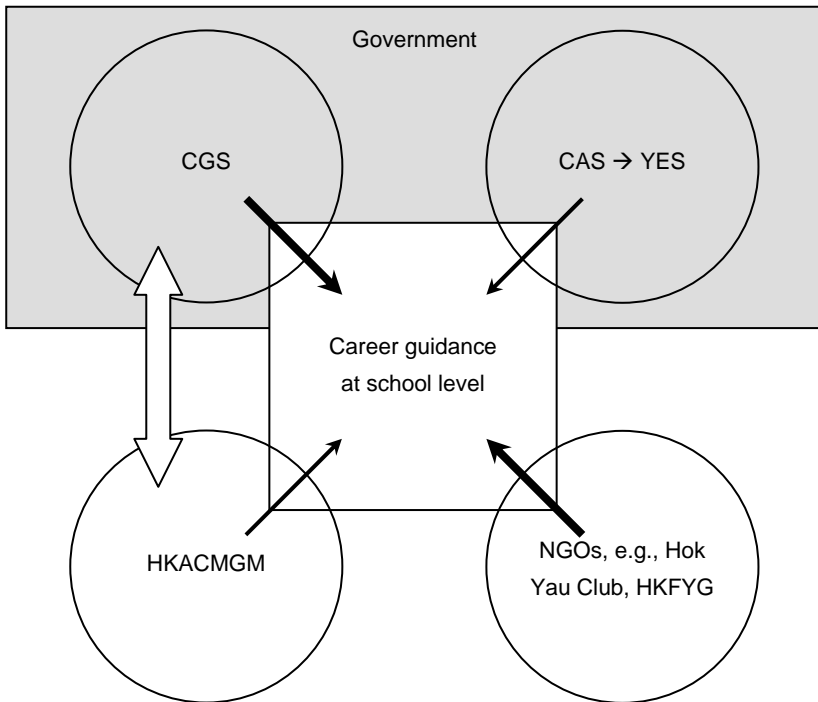 Government
CGS
CAS → YES
Career guidance
at school level
HKACMGM
NGOs, e.g., Hok
Yau Club, HKFYG